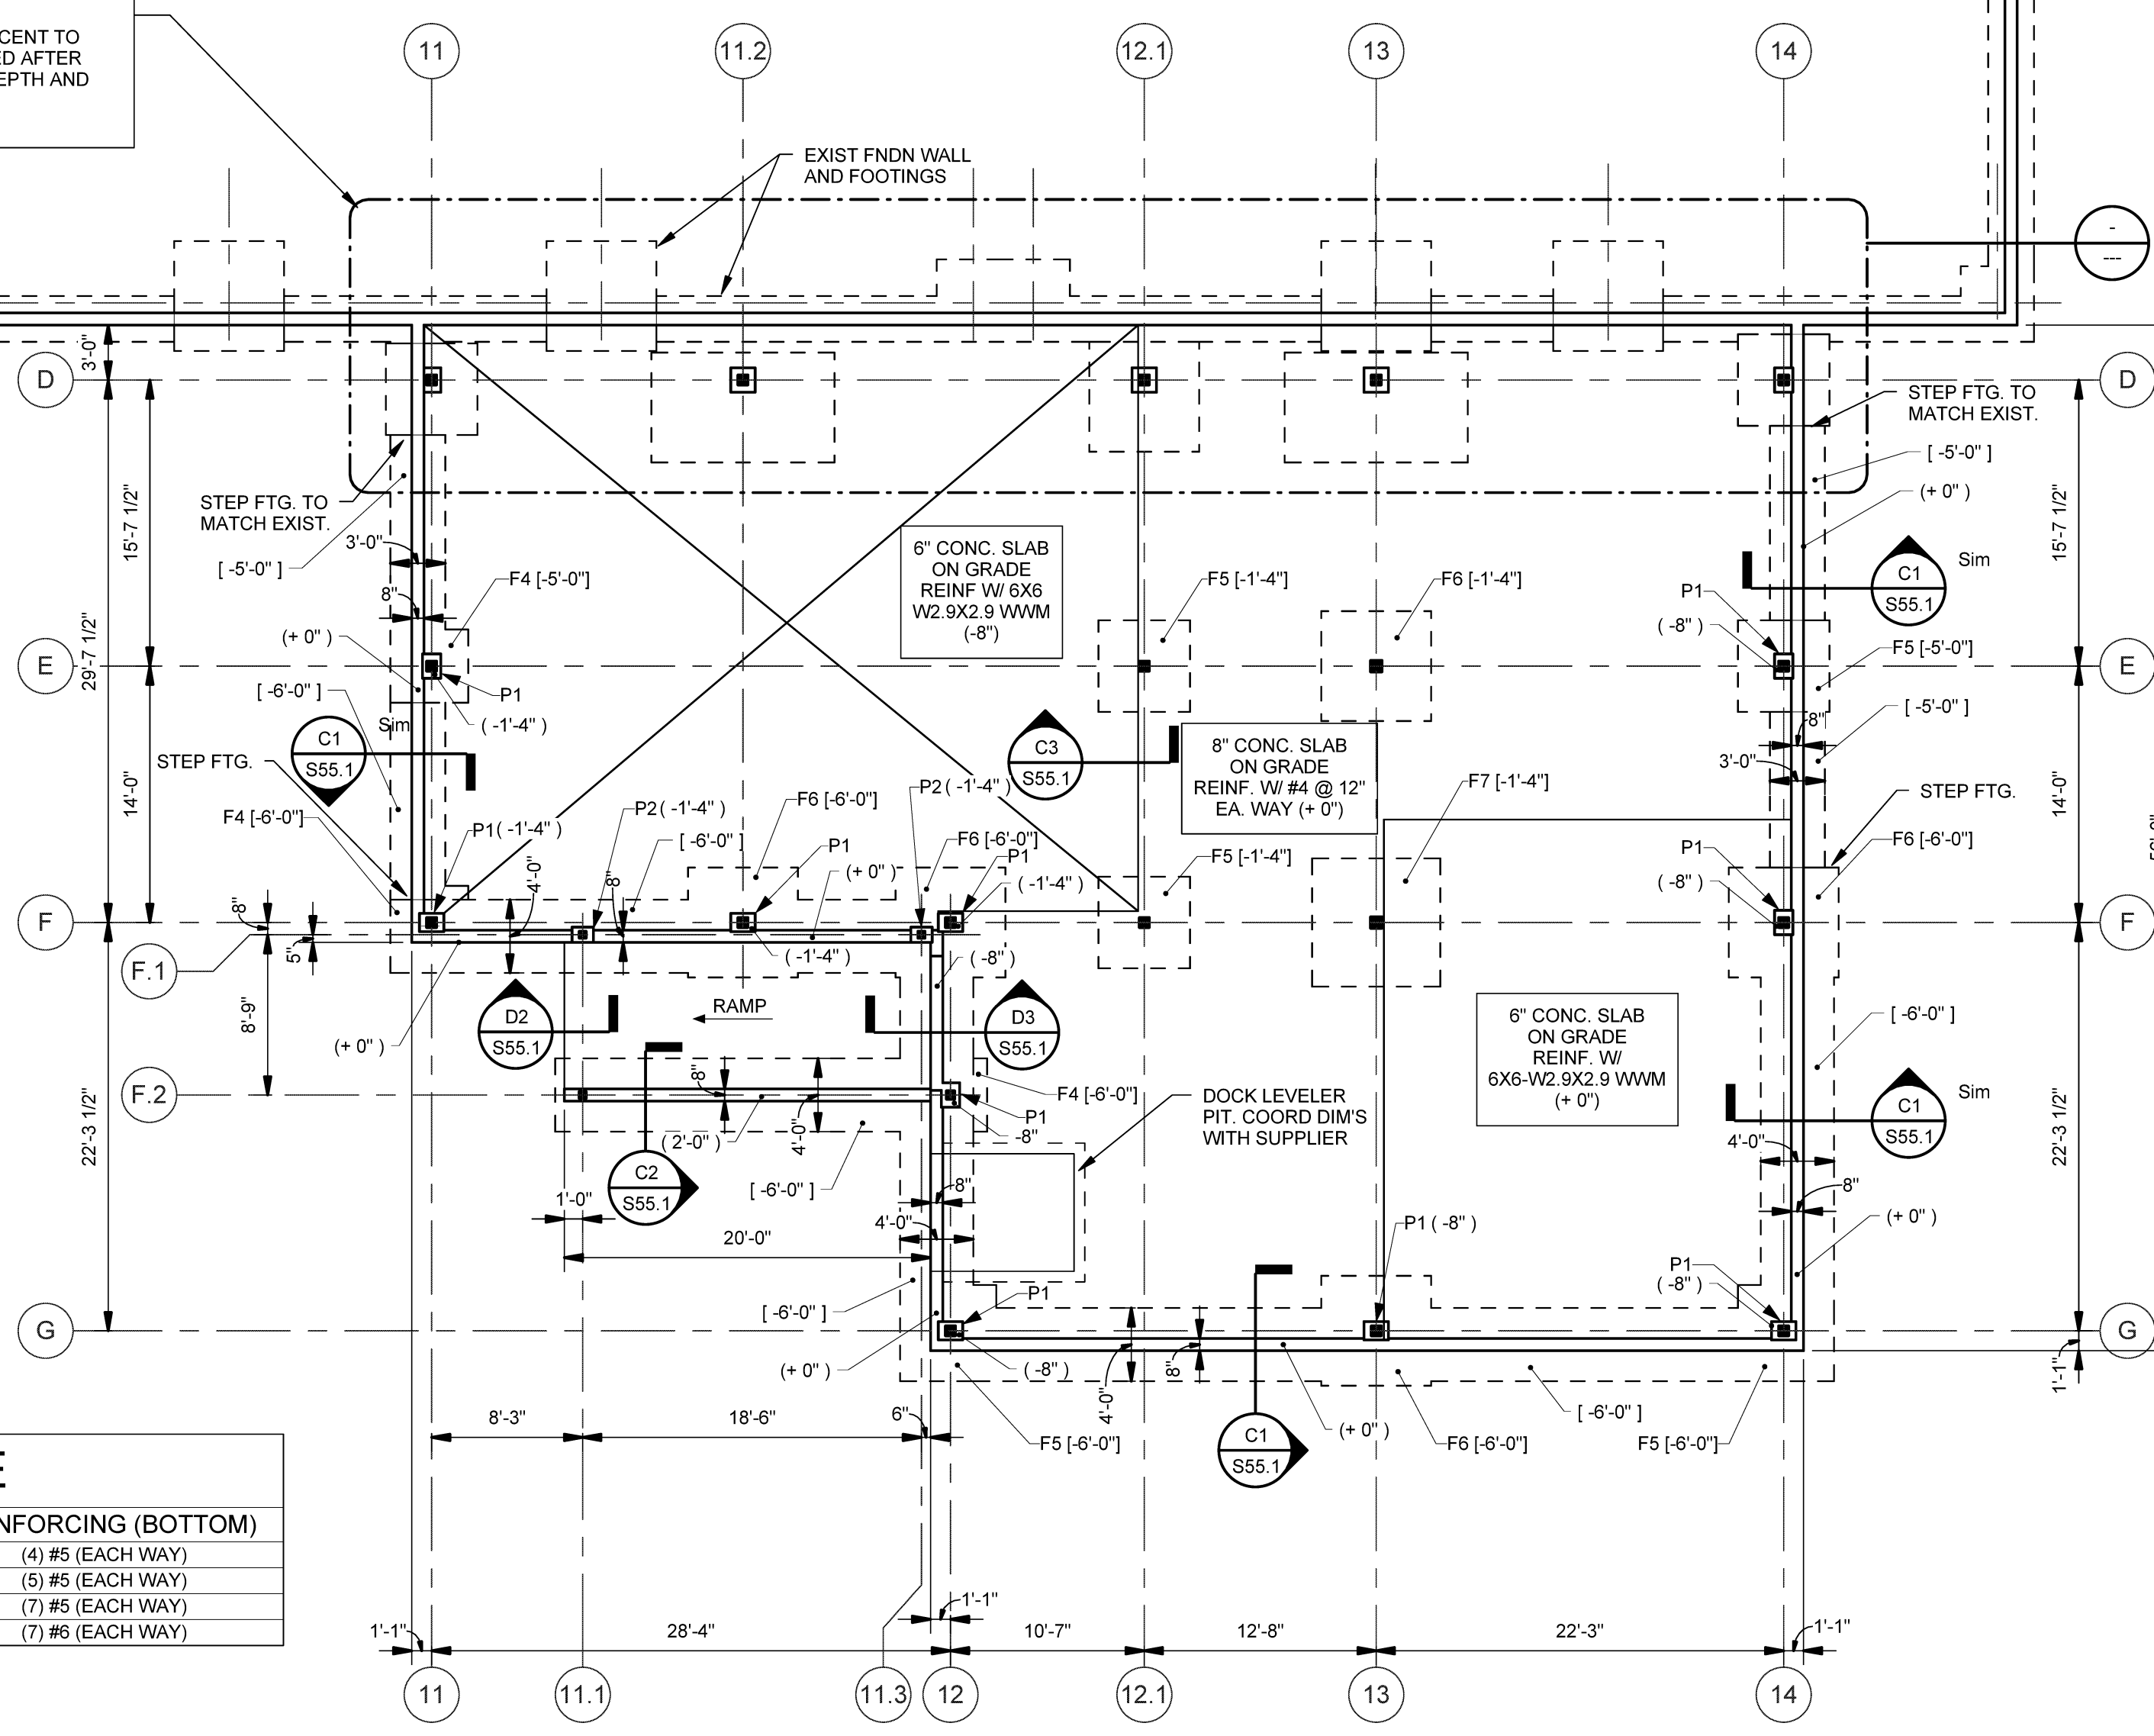 CENT TO
ED AFTER
EPTH AND
11
11.2
12.1
13
14
EXIST FNDN WALL
AND FOOTINGS
-
---
3'-0"
D
D
STEP FTG. TO
MATCH EXIST.
[ -5'-0" ]
(+ 0" )
STEP FTG. TO
MATCH EXIST.
15'-7 1/2"
15'-7 1/2"
3'-0"
[ -5'-0" ]
6" CONC. SLAB
ON GRADE
REINF W/ 6X6
W2.9X2.9 WWM
(-8")
F4 [-5'-0"]
F5 [-1'-4"]
F6 [-1'-4"]
C1
S55.1
Sim
P1
8"
( -8" )
(+ 0" )
F5 [-5'-0"]
E
E
29'-7 1/2"
[ -6'-0" ]
P1
( -1'-4" )
[ -5'-0" ]
8"
Sim
C1
S55.1
C3
S55.1
8" CONC. SLAB
ON GRADE
REINF. W/ #4 @ 12"
EA. WAY (+ 0")
3'-0"
STEP FTG.
F7 [-1'-4"]
STEP FTG.
14'-0"
14'-0"
P2 ( -1'-4" )
F6 [-6'-0"]
P2 ( -1'-4" )
F4 [-6'-0"]
P1 ( -1'-4" )
[ -6'-0" ]
P1
F6 [-6'-0"]
P1
F5 [-1'-4"]
F6 [-6'-0"]
P1
(+ 0" )
( -1'-4" )
( -8" )
4'-0"
8"
8"
F
F
8"
5"
( -1'-4" )
( -8" )
F.1
D2
S55.1
RAMP
D3
S55.1
6" CONC. SLAB
ON GRADE
REINF. W/
6X6-W2.9X2.9 WWM
(+ 0")
[ -6'-0" ]
8'-9"
(+ 0" )
F.2
8"
F4 [-6'-0"]
P1
-8"
DOCK LEVELER
PIT. COORD DIM'S
WITH SUPPLIER
C1
S55.1
Sim
22'-3 1/2"
22'-3 1/2"
(2'-0" )
4'-0"
4'-0"
C2
S55.1
[ -6'-0" ]
1'-0"
8"
8"
4'-0"
20'-0"
P1 ( -8" )
(+ 0" )
P1
( -8" )
[ -6'-0" ]
P1
G
G
(+ 0" )
( -8" )
4'-0"
8"
1'-1"
8'-3"
18'-6"
6"
F5 [-6'-0"]
C1
S55.1
(+ 0" )
F6 [-6'-0"]
[ -6'-0" ]
F5 [-6'-0"]
E
NFORCING (BOTTOM)
(4) #5 (EACH WAY)
(5) #5 (EACH WAY)
(7) #5 (EACH WAY)
(7) #6 (EACH WAY)
1'-1"
28'-4"
1'-1"
10'-7"
12'-8"
22'-3"
1'-1"
11
11.1
11.3
12
12.1
13
14